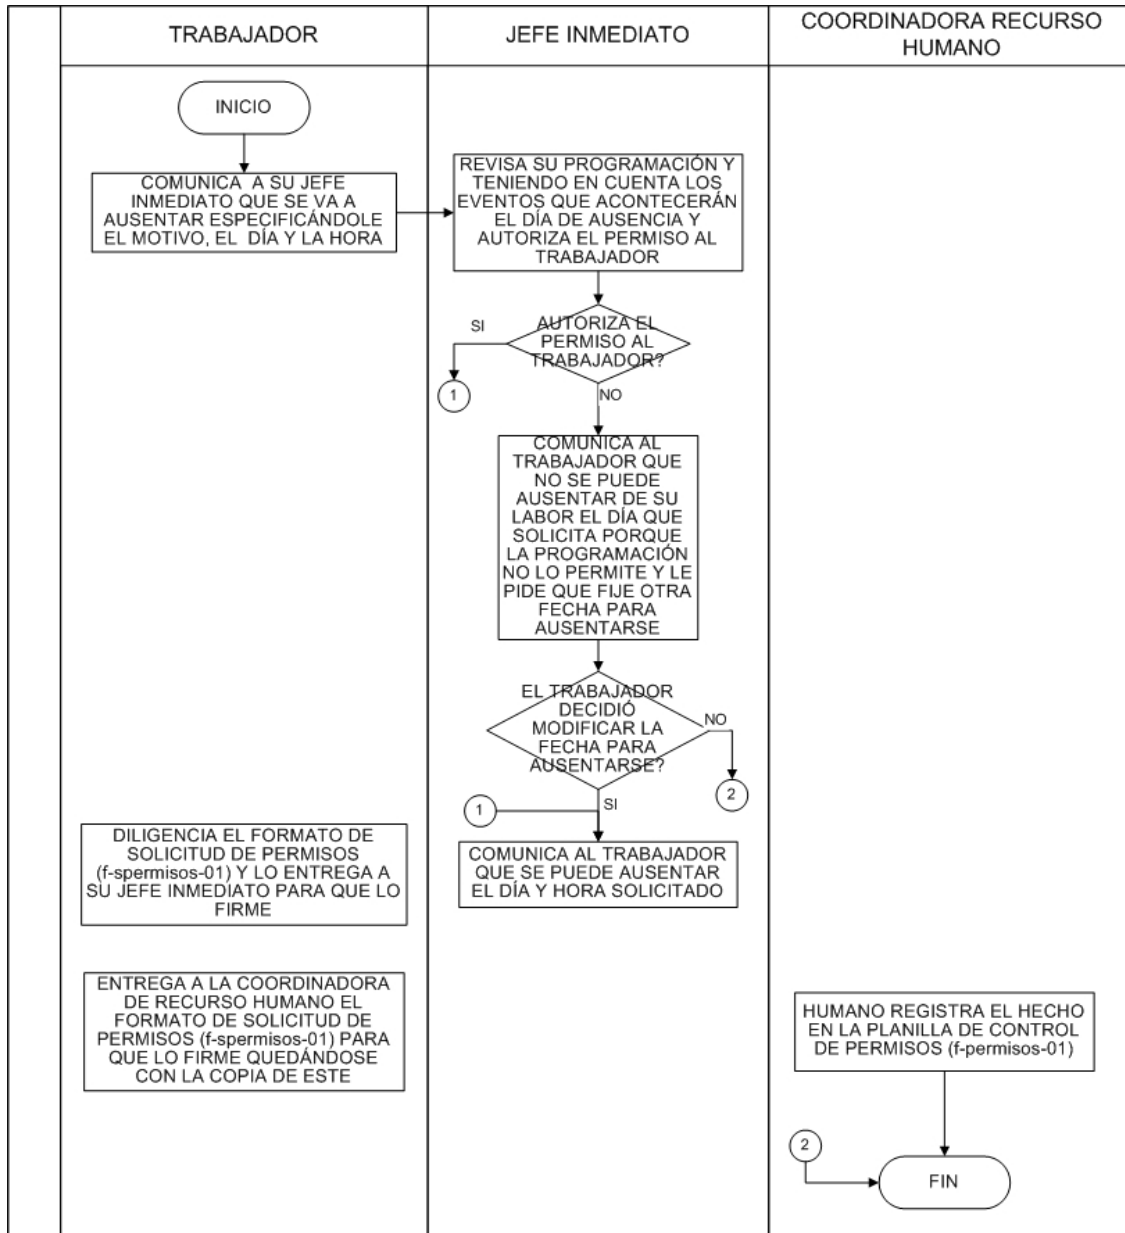 TRABAJADOR
JEFE INMEDIATO
COORDINADORA RECURSO
HUMANO
INICIO
COMUNICA A SU JEFE
INMEDIATO QUE SE VA A
AUSENTAR ESPECIFICÁNDOLE
EL MOTIVO, EL DÍA Y LA HORA
REVISA SU PROGRAMACIÓN Y
TENIENDO EN CUENTA LOS
EVENTOS QUE ACONTECERÁN
EL DÍA DE AUSENCIA Y
AUTORIZA EL PERMISO AL
TRABAJADOR
AUTORIZA EL
PERMISO AL
TRABAJADOR?
SI
1
NO
COMUNICA AL
TRABAJADOR QUE
NO SE PUEDE
AUSENTAR DE SU
LABOR EL DÍA QUE
SOLICITA PORQUE
LA PROGRAMACIÓN
NO LO PERMITE Y LE
PIDE QUE FIJE OTRA
FECHA PARA
AUSENTARSE
EL TRABAJADOR
DECIDIÓ
MODIFICAR LA
FECHA PARA
AUSENTARSE?
NO
2
SI
1
COMUNICA AL TRABAJADOR
QUE SE PUEDE AUSENTAR
EL DÍA Y HORA SOLICITADO
DILIGENCIA EL FORMATO DE
SOLICITUD DE PERMISOS
(f-spermisos-01) Y LO ENTREGA A
SU JEFE INMEDIATO PARA QUE LO
FIRME
ENTREGA A LA COORDINADORA
DE RECURSO HUMANO EL
FORMATO DE SOLICITUD DE
PERMISOS (f-spermisos-01) PARA
QUE LO FIRME QUEDÁNDOSE
CON LA COPIA DE ESTE
HUMANO REGISTRA EL HECHO
EN LA PLANILLA DE CONTROL
DE PERMISOS (f-permisos-01)
2
FIN